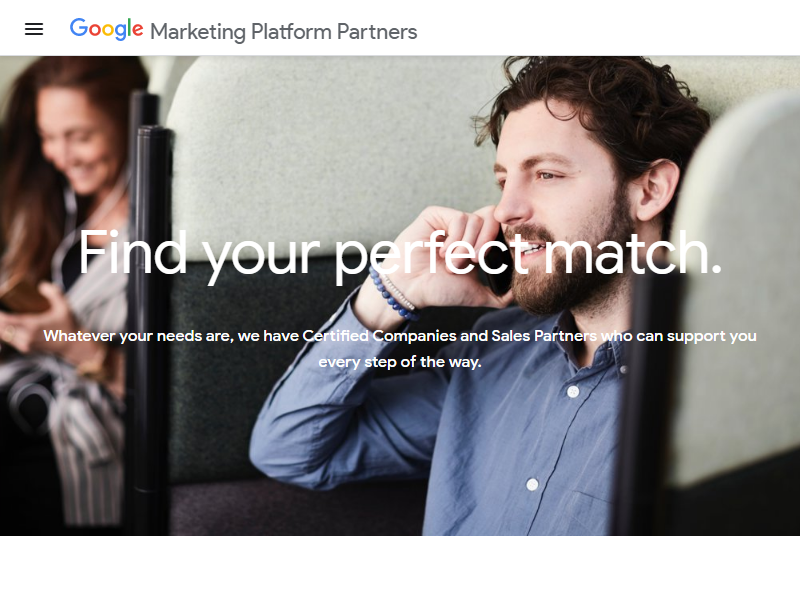 Google Marketing Platform Partners
Find your perfect match.
Whatever your needs are, we have Certified Companies and Sales Partners who can support you
every step of the way.